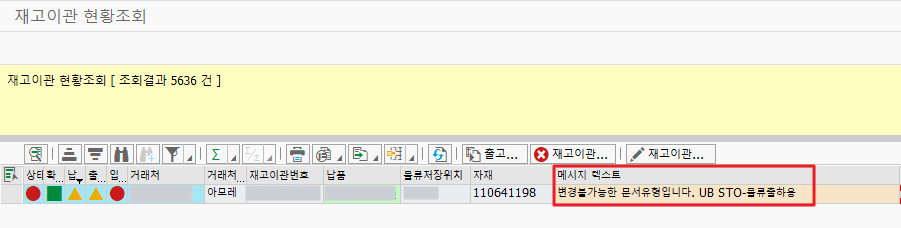 재고이관 현황조회
재고이관 현황조회 [ 조회결과 5636 건 ]
출고... 재고이관... 재고이관...
상태 확... 납... 출... 입... 거래처 거래처... 재고이관번호 납품 물류저장위치 자재 메시지 텍스트
아모레 110641198 변경불가능한 문서유형입니다. UB STO-물류출하용